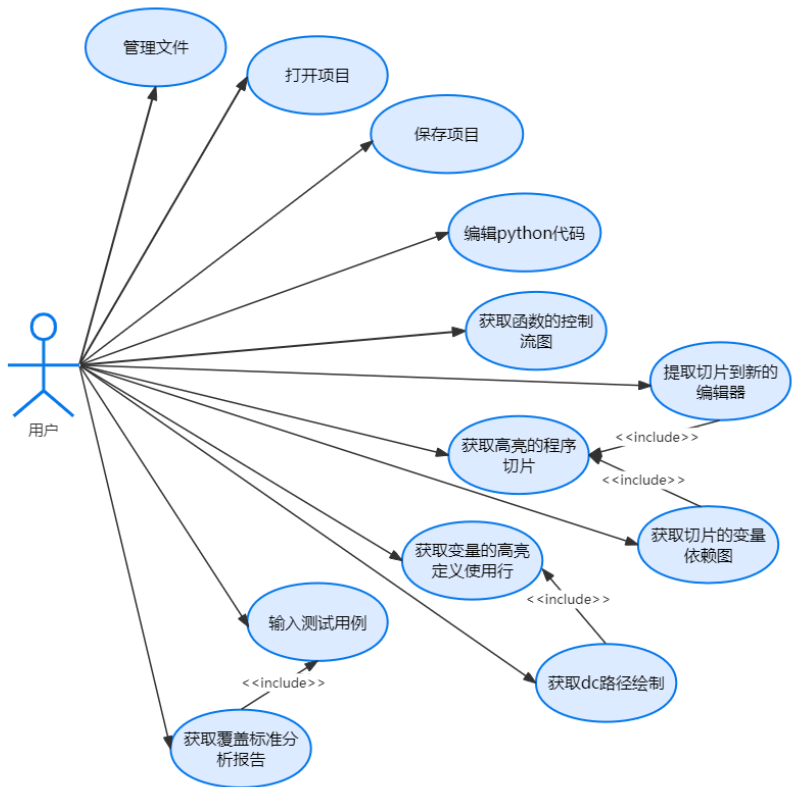 管理文件
打开项目
保存项目
编辑python代码
获取函数的控制
流图
提取切片到新的
编辑器
用户
<<include>>
获取高亮的程序
切片
<<include>>
获取切片的变量
依赖图
获取变量的高亮
定义使用行
<<include>>
输入测试用例
<<include>>
获取dc路径绘制
获取覆盖标准分
析报告